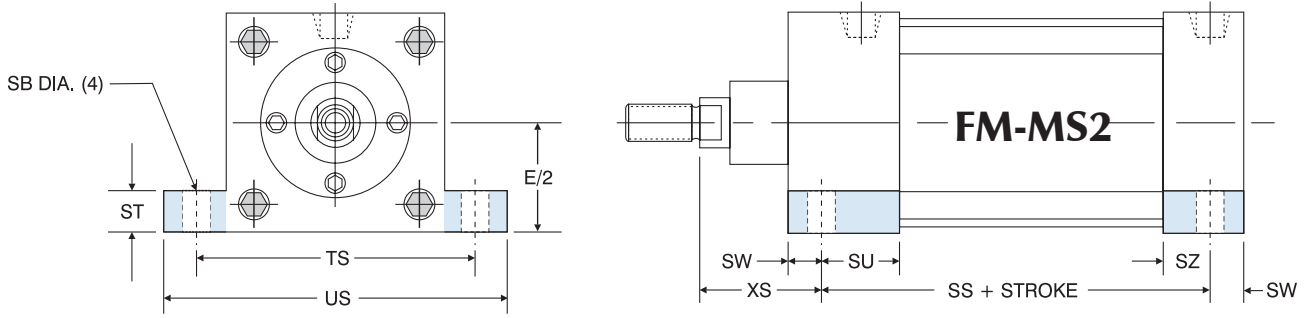 SB DIA. (4)
ST
E/2
TS
US
FM-MS2
SW
SU
SZ
XS
SS + STROKE
SW